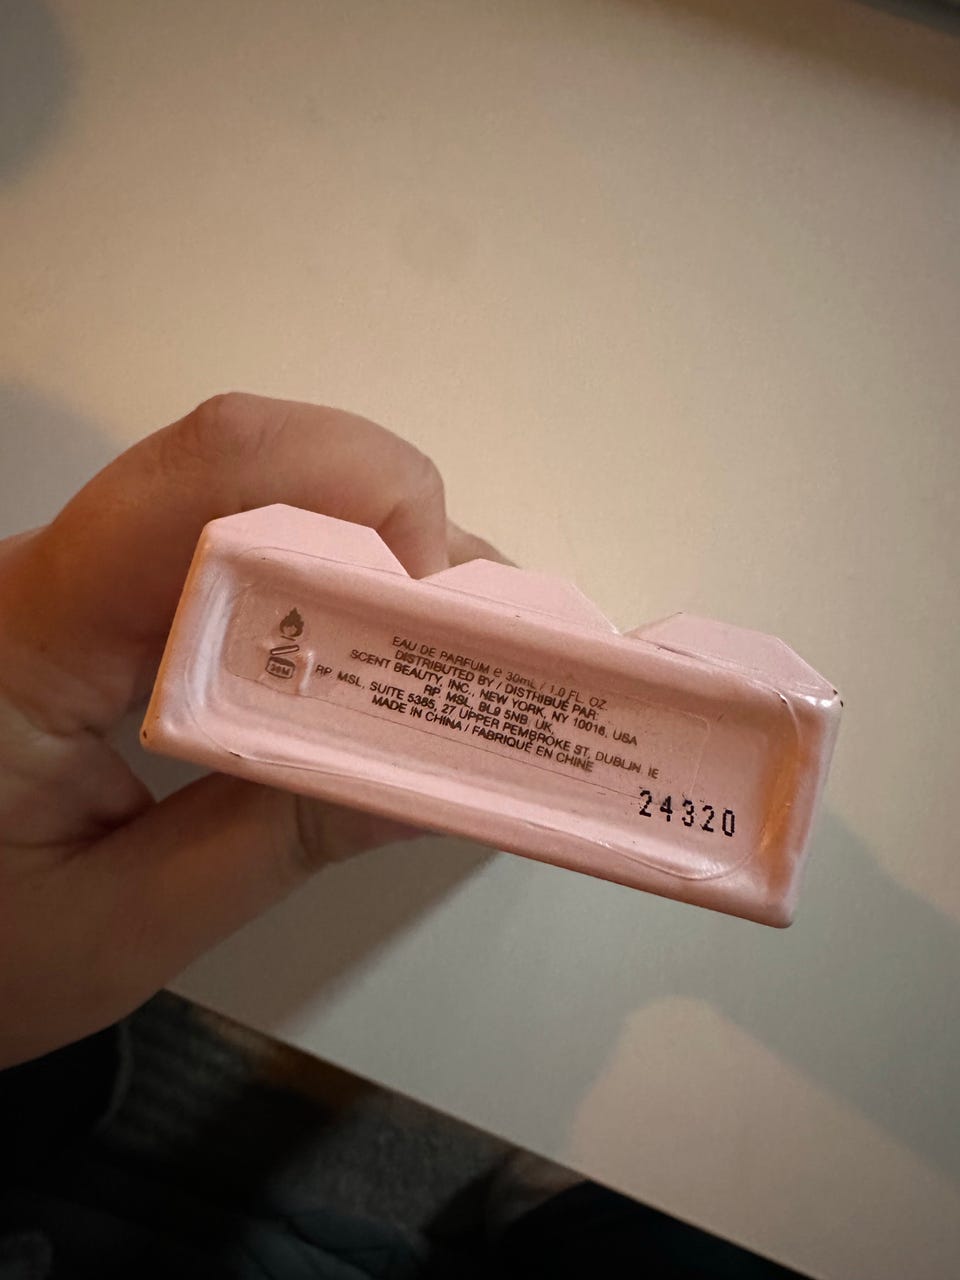 EAU DE PARFUM ℮ 30mL / 1.0 FL. OZ.
DISTRIBUTED BY / DISTRIBUÉ PAR:
SCENT BEAUTY, INC., NEW YORK, NY 10016, USA
RP, MSL, BL9 5NB, UK,
RP, MSL, SUITE 5385, 27 UPPER PEMBROKE ST, DUBLIN, IE
MADE IN CHINA / FABRIQUÉ EN CHINE
36M
24320